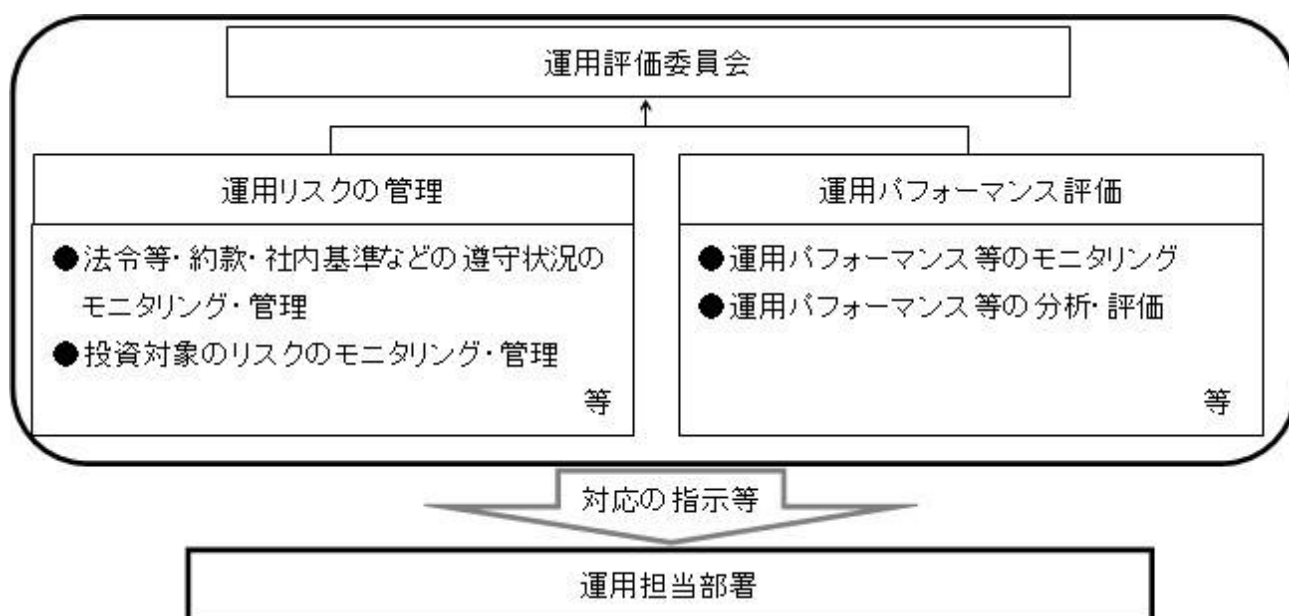 運用評価委員会
運用リスクの管理
●法令等・約款・社内基準などの遵守状況の
モニタリング・管理
●投資対象のリスクのモニタリング・管理
等
運用パフォーマンス評価
●運用パフォーマンス等のモニタリング
●運用パフォーマンス等の分析・評価
等
対応の指示等
運用担当部署